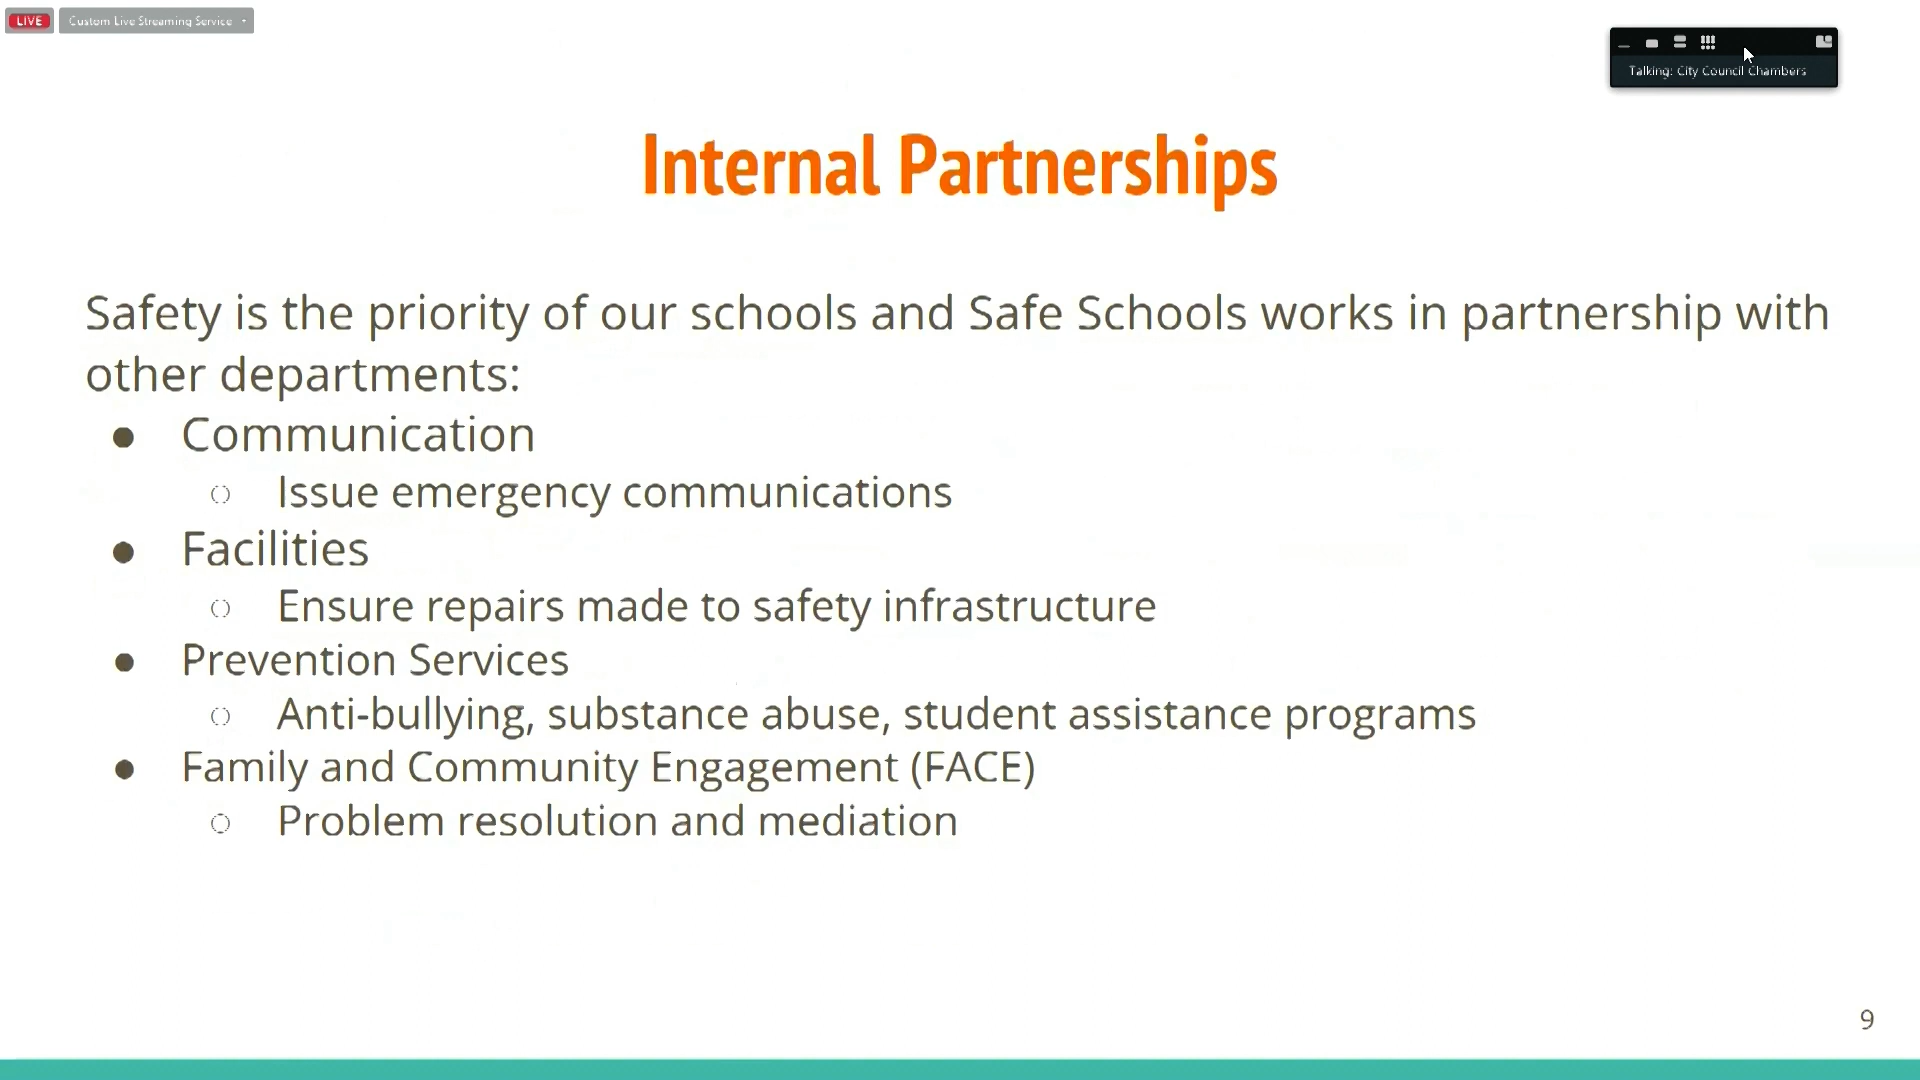 LIVE
Custom Live Streaming Service
Talking: City Council Chambers
Internal Partnerships
Safety is the priority of our schools and Safe Schools works in partnership with
other departments:
● Communication
○ Issue emergency communications
● Facilities
○ Ensure repairs made to safety infrastructure
● Prevention Services
○ Anti-bullying, substance abuse, student assistance programs
● Family and Community Engagement (FACE)
○ Problem resolution and mediation
9